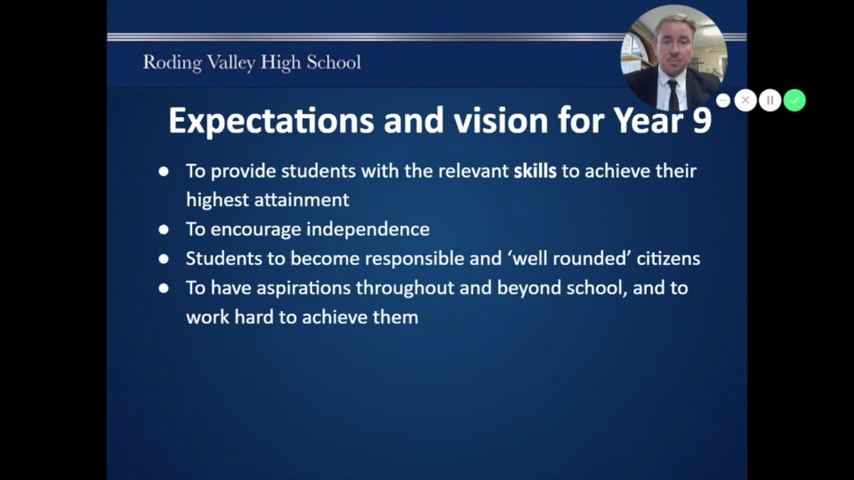 Roding Valley High School
Expectations and vision for Year 9
● To provide students with the relevant skills to achieve their
highest attainment
● To encourage independence
● Students to become responsible and ‘well rounded’ citizens
● To have aspirations throughout and beyond school, and to
work hard to achieve them